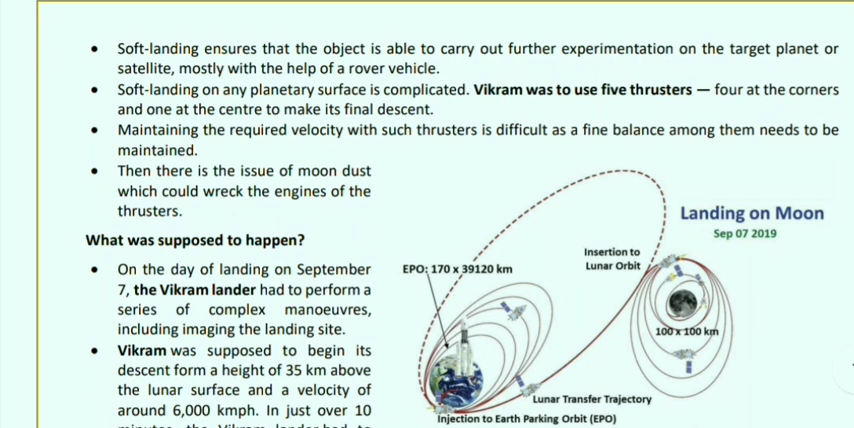 • Soft-landing ensures that the object is able to carry out further experimentation on the target planet or
satellite, mostly with the help of a rover vehicle.
• Soft-landing on any planetary surface is complicated. Vikram was to use five thrusters — four at the corners
and one at the centre to make its final descent.
• Maintaining the required velocity with such thrusters is difficult as a fine balance among them needs to be
maintained.
• Then there is the issue of moon dust
which could wreck the engines of the
thrusters.
What was supposed to happen?
• On the day of landing on September
7, the Vikram lander had to perform a
series of complex manoeuvres,
including imaging the landing site.
• Vikram was supposed to begin its
descent form a height of 35 km above
the lunar surface and a velocity of
around 6,000 kmph. In just over 10
Landing on Moon
Sep 07 2019
Insertion to
Lunar Orbit
EPO: 170 x 39120 km
100 x 100 km
Lunar Transfer Trajectory
Injection to Earth Parking Orbit (EPO)